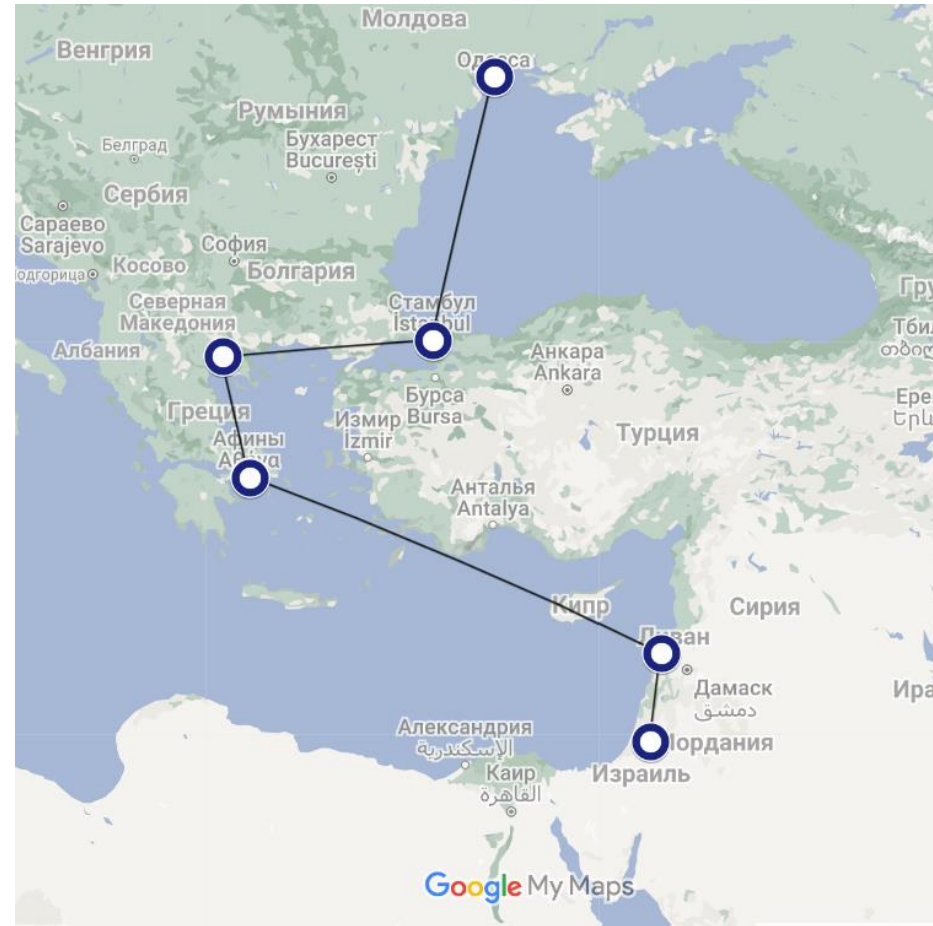 Молдова
Венгрия
Румыния
Бухарест
București
Белград
Сербия
Сараево
Sarajevo
София
Косово
Болгария
Северная
Македония
Стамбул
Албания
Анкара
Ankara
Греция
Бурса
Bursa
Измир
İzmir
Турция
Афины
Анталья
Antalya
Кипр
Сирия
Дамаск
دمشق
Александрия
الإسكندرية
Израиль
Каир
القاهرة
Google My Maps